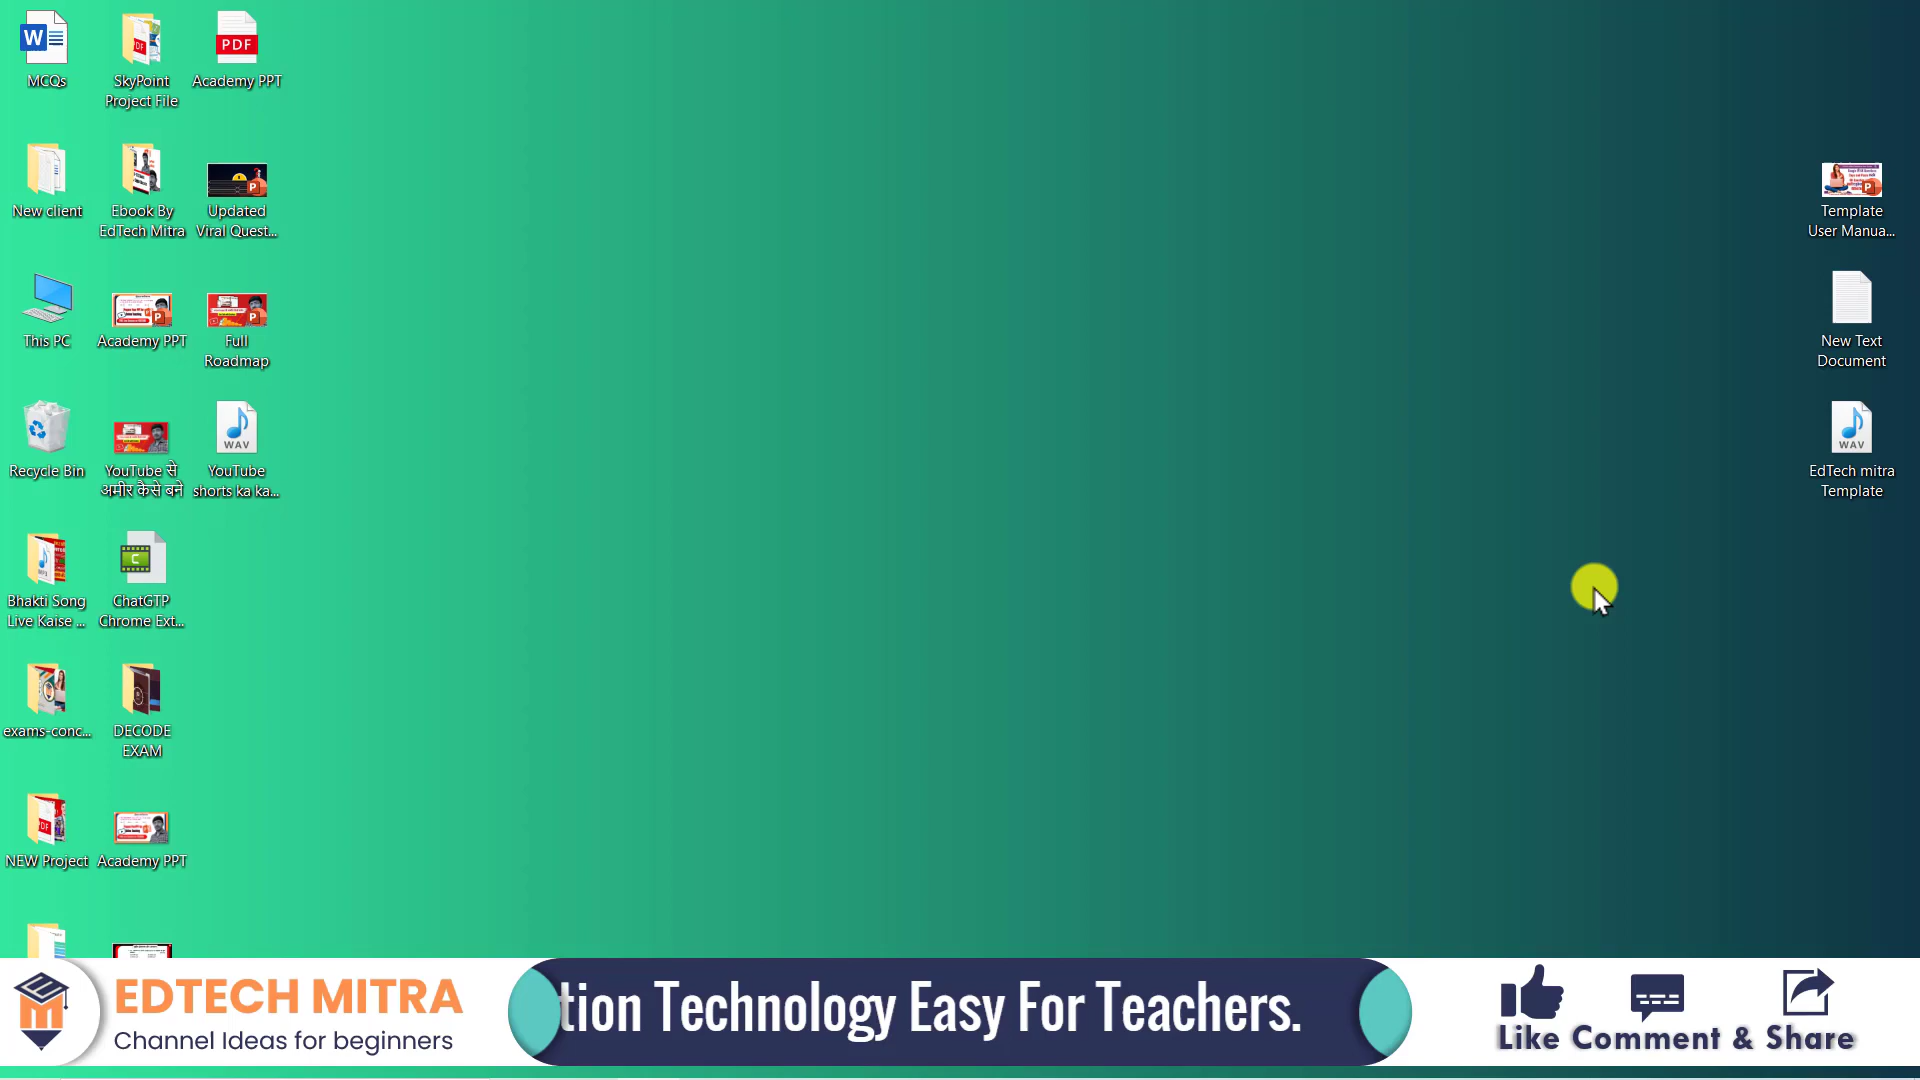 MCQs
SkyPoint
Project File
PDF
Academy PPT
New client
Ebook By
EdTech Mitra
Updated
Viral Quest...
This PC
Academy PPT
Full
Roadmap
Recycle Bin
YouTube से
अमीर कैसे बने
WAV
YouTube
shorts ka ka...
Bhakti Song
Live Kaise ...
ChatGTP
Chrome Ext...
exams-conc...
DECODE
EXAM
NEW Project
Academy PPT
Template
User Manua...
New Text
Document
WAV
EdTech mitra
Template
EDTECH MITRA
Channel Ideas for beginners
tion Technology Easy For Teachers.
Like Comment & Share